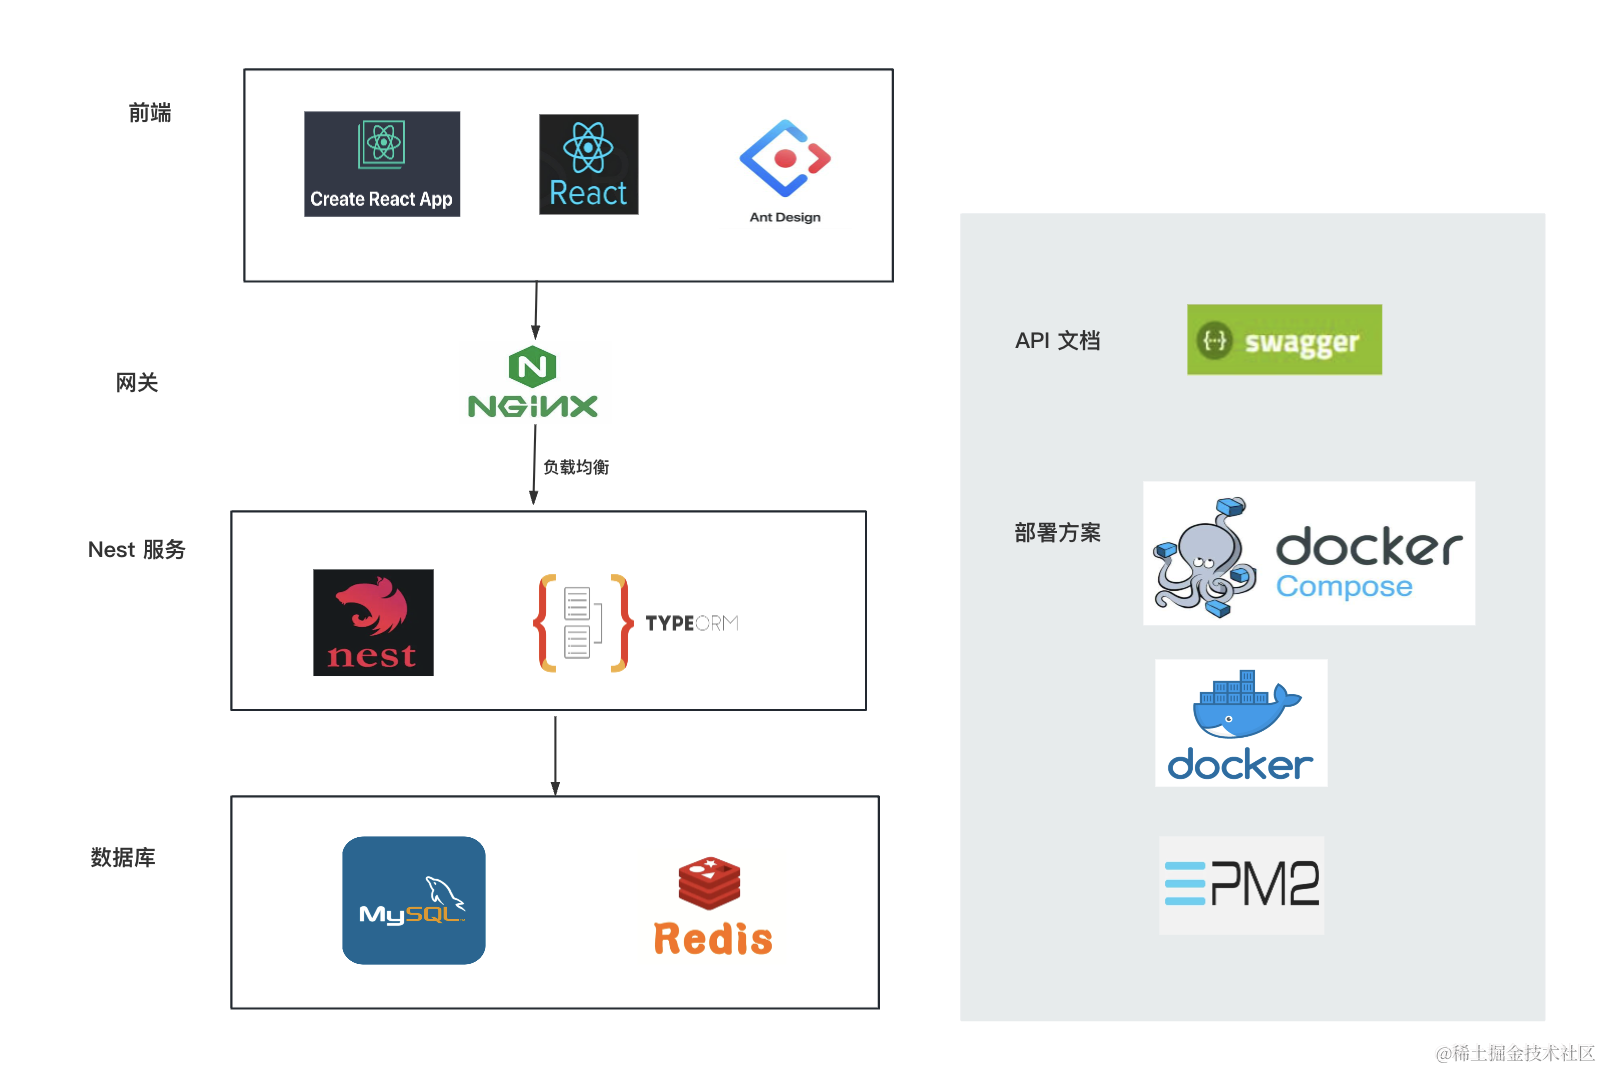 前端
Create React App
React
Ant Design
网关
NGiNX
负载均衡
Nest 服务
nest
TYPEORM
数据库
MySQL
Redis
API 文档
{...} swagger
部署方案
docker
Compose
docker
PM2
@稀土掘金技术社区